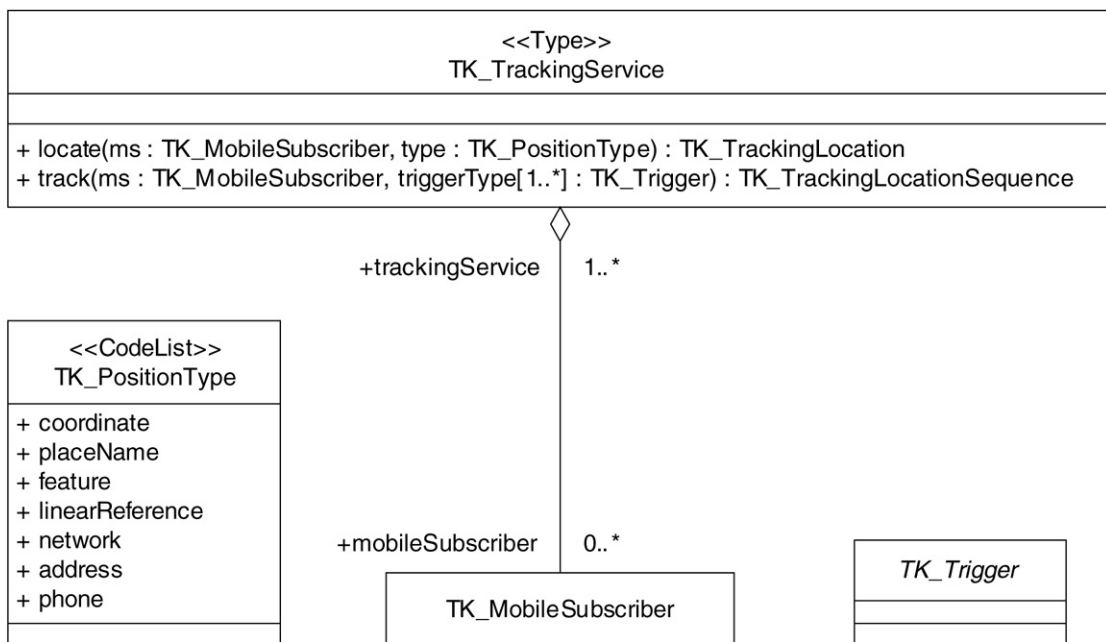 <<Type>>
TK_TrackingService
+ locate(ms : TK_MobileSubscriber, type : TK_PositionType) : TK_TrackingLocation
+ track(ms : TK_MobileSubscriber, triggerType[1..*] : TK_Trigger) : TK_TrackingLocationSequence
+trackingService 1..*
<<CodeList>>
TK_PositionType
+ coordinate
+ placeName
+ feature
+ linearReference
+ network
+ address
+ phone
+mobileSubscriber 0..*
TK_MobileSubscriber
TK_Trigger